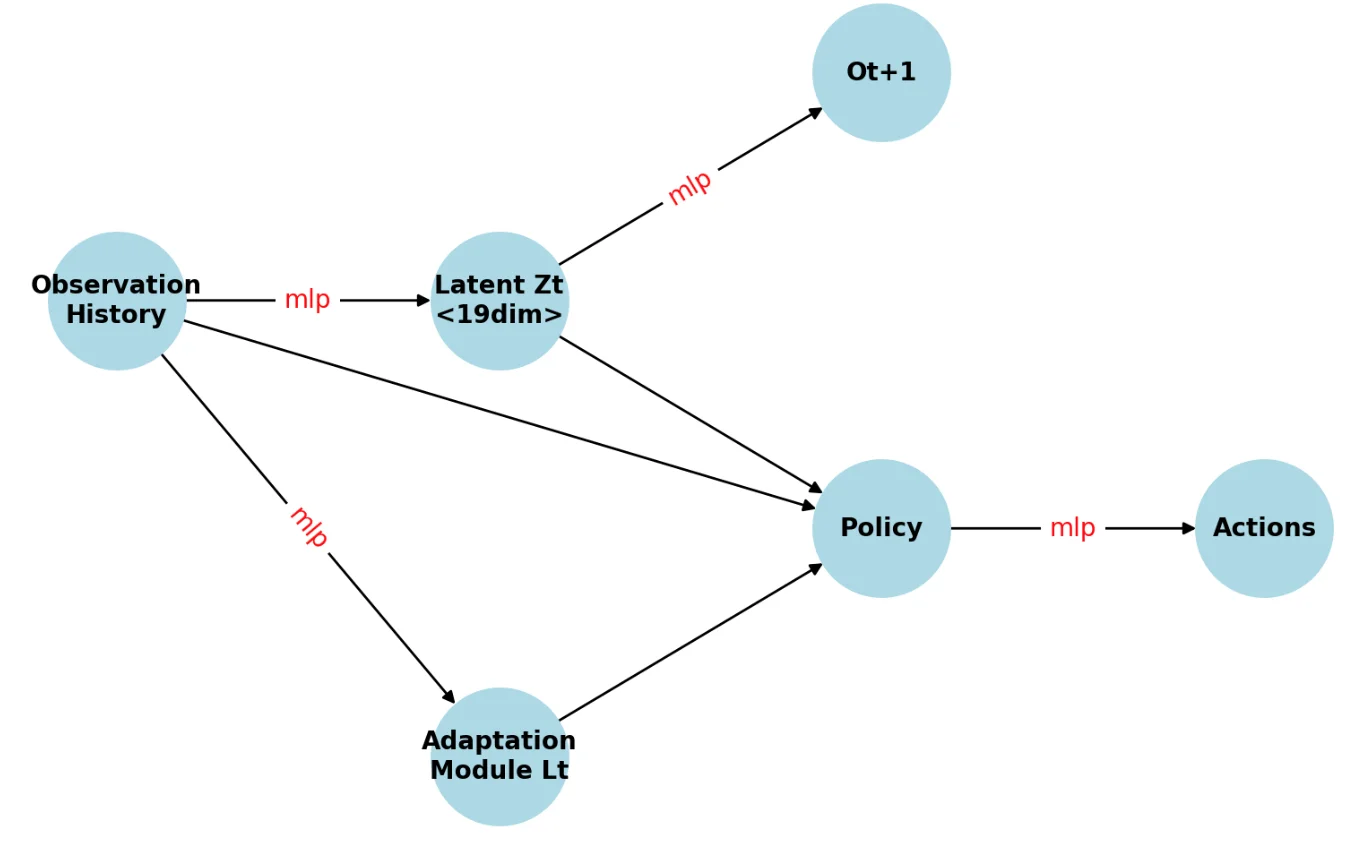 Ot+1
mlp
Observation
History
mlp
Latent Zt
<19dim>
mlp
Policy
mlp
Actions
Adaptation
Module Lt